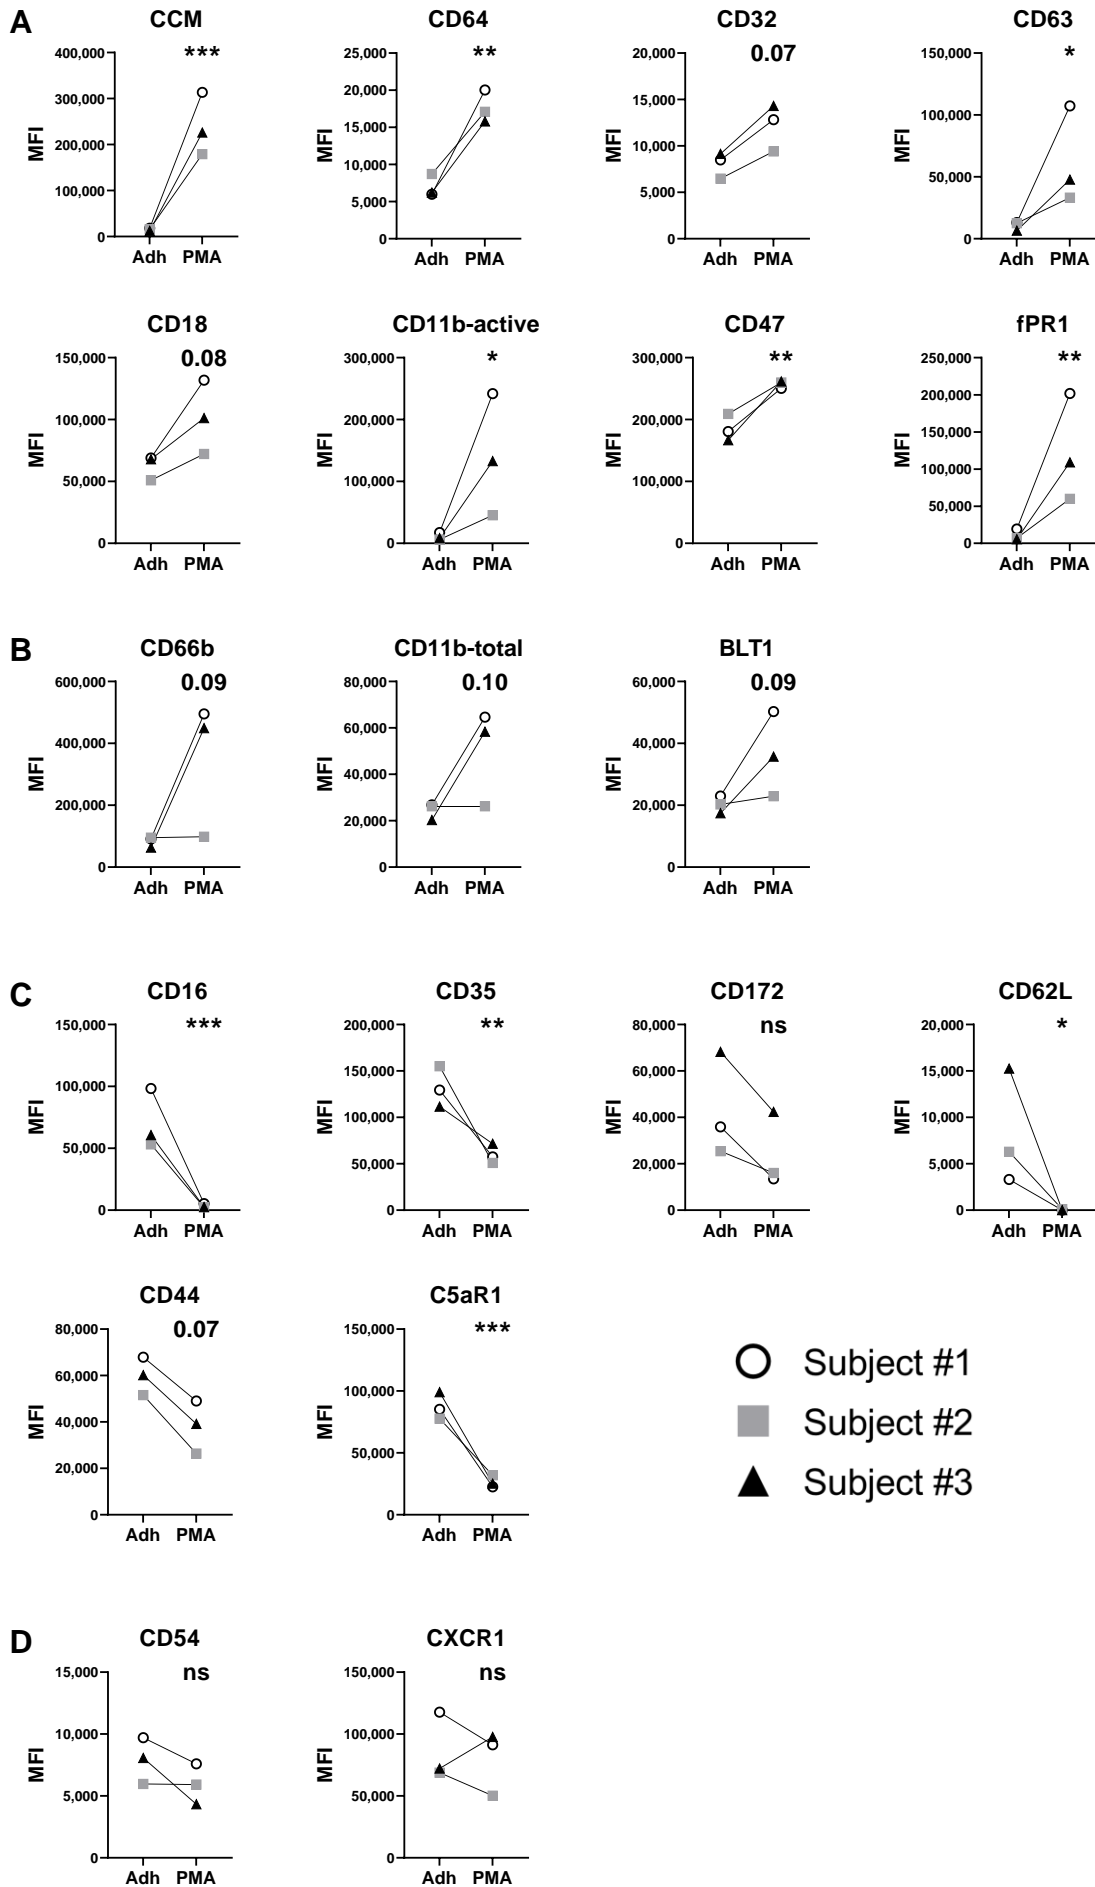 A
CCM
CD64
CD32
CD63
400,000
300,000
200,000
100,000
0
MFI
***
Adh PMA
25,000
20,000
15,000
10,000
5,000
0
MFI
**
Adh PMA
20,000
15,000
10,000
5,000
0
MFI
0.07
Adh PMA
150,000
100,000
50,000
0
MFI
*
Adh PMA
CD18
CD11b-active
CD47
fPR1
150,000
100,000
50,000
0
MFI
0.08
Adh PMA
300,000
200,000
100,000
0
MFI
*
Adh PMA
300,000
200,000
100,000
0
MFI
**
Adh PMA
250,000
200,000
150,000
100,000
50,000
0
MFI
**
Adh PMA
B
CD66b
CD11b-total
BLT1
600,000
400,000
200,000
0
MFI
0.09
Adh PMA
80,000
60,000
40,000
20,000
0
MFI
0.10
Adh PMA
60,000
40,000
20,000
0
MFI
0.09
Adh PMA
C
CD16
CD35
CD172
CD62L
150,000
100,000
50,000
0
MFI
***
Adh PMA
200,000
150,000
100,000
50,000
0
MFI
**
Adh PMA
80,000
60,000
40,000
20,000
0
MFI
ns
Adh PMA
20,000
15,000
10,000
5,000
0
MFI
*
Adh PMA
CD44
C5aR1
80,000
60,000
40,000
20,000
0
MFI
0.07
Adh PMA
150,000
100,000
50,000
0
MFI
***
Adh PMA
Subject #1
Subject #2
Subject #3
D
CD54
CXCR1
15,000
10,000
5,000
0
MFI
ns
Adh PMA
150,000
100,000
50,000
0
MFI
ns
Adh PMA